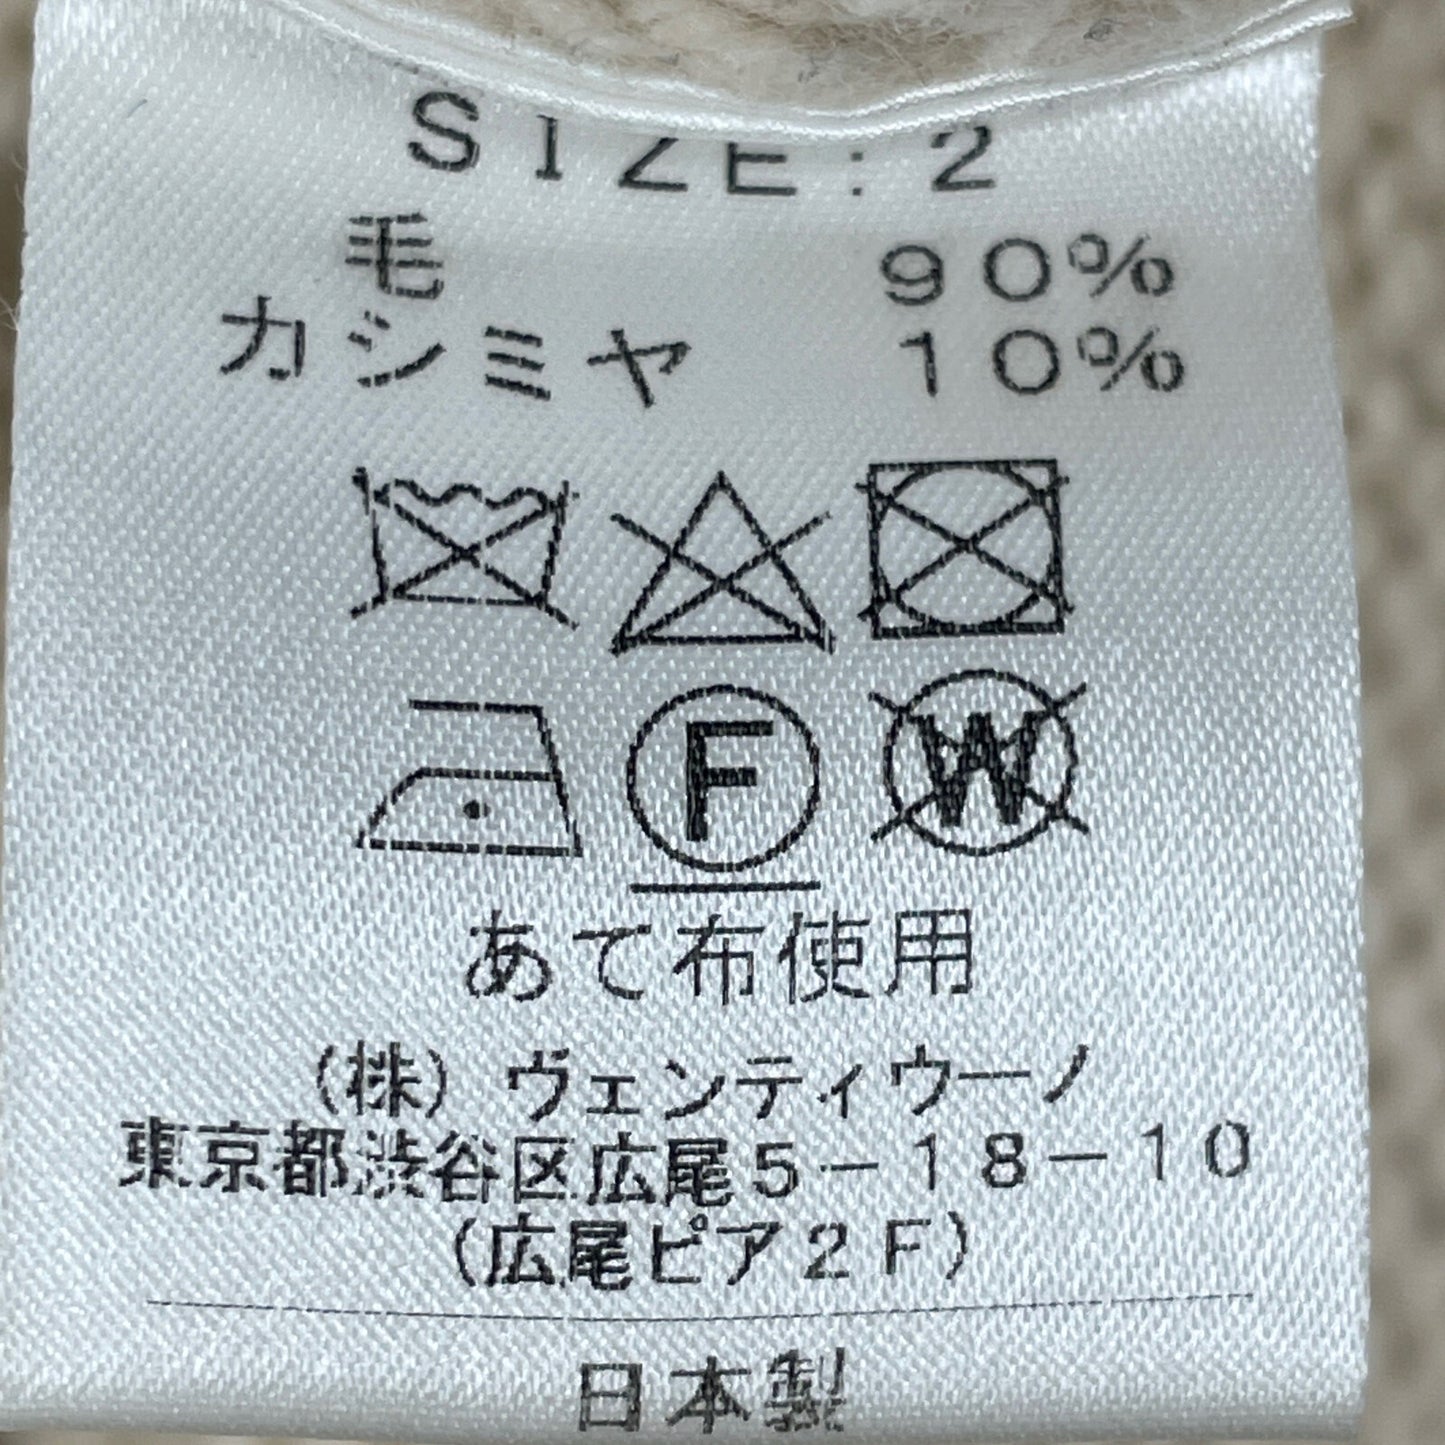 SIZE:2
毛 90%
カシミヤ 10%
F W
あて布使用
(株)ヴェンティウーノ
東京都渋谷区広尾5-18-10
(広尾ピア2F)
日本製